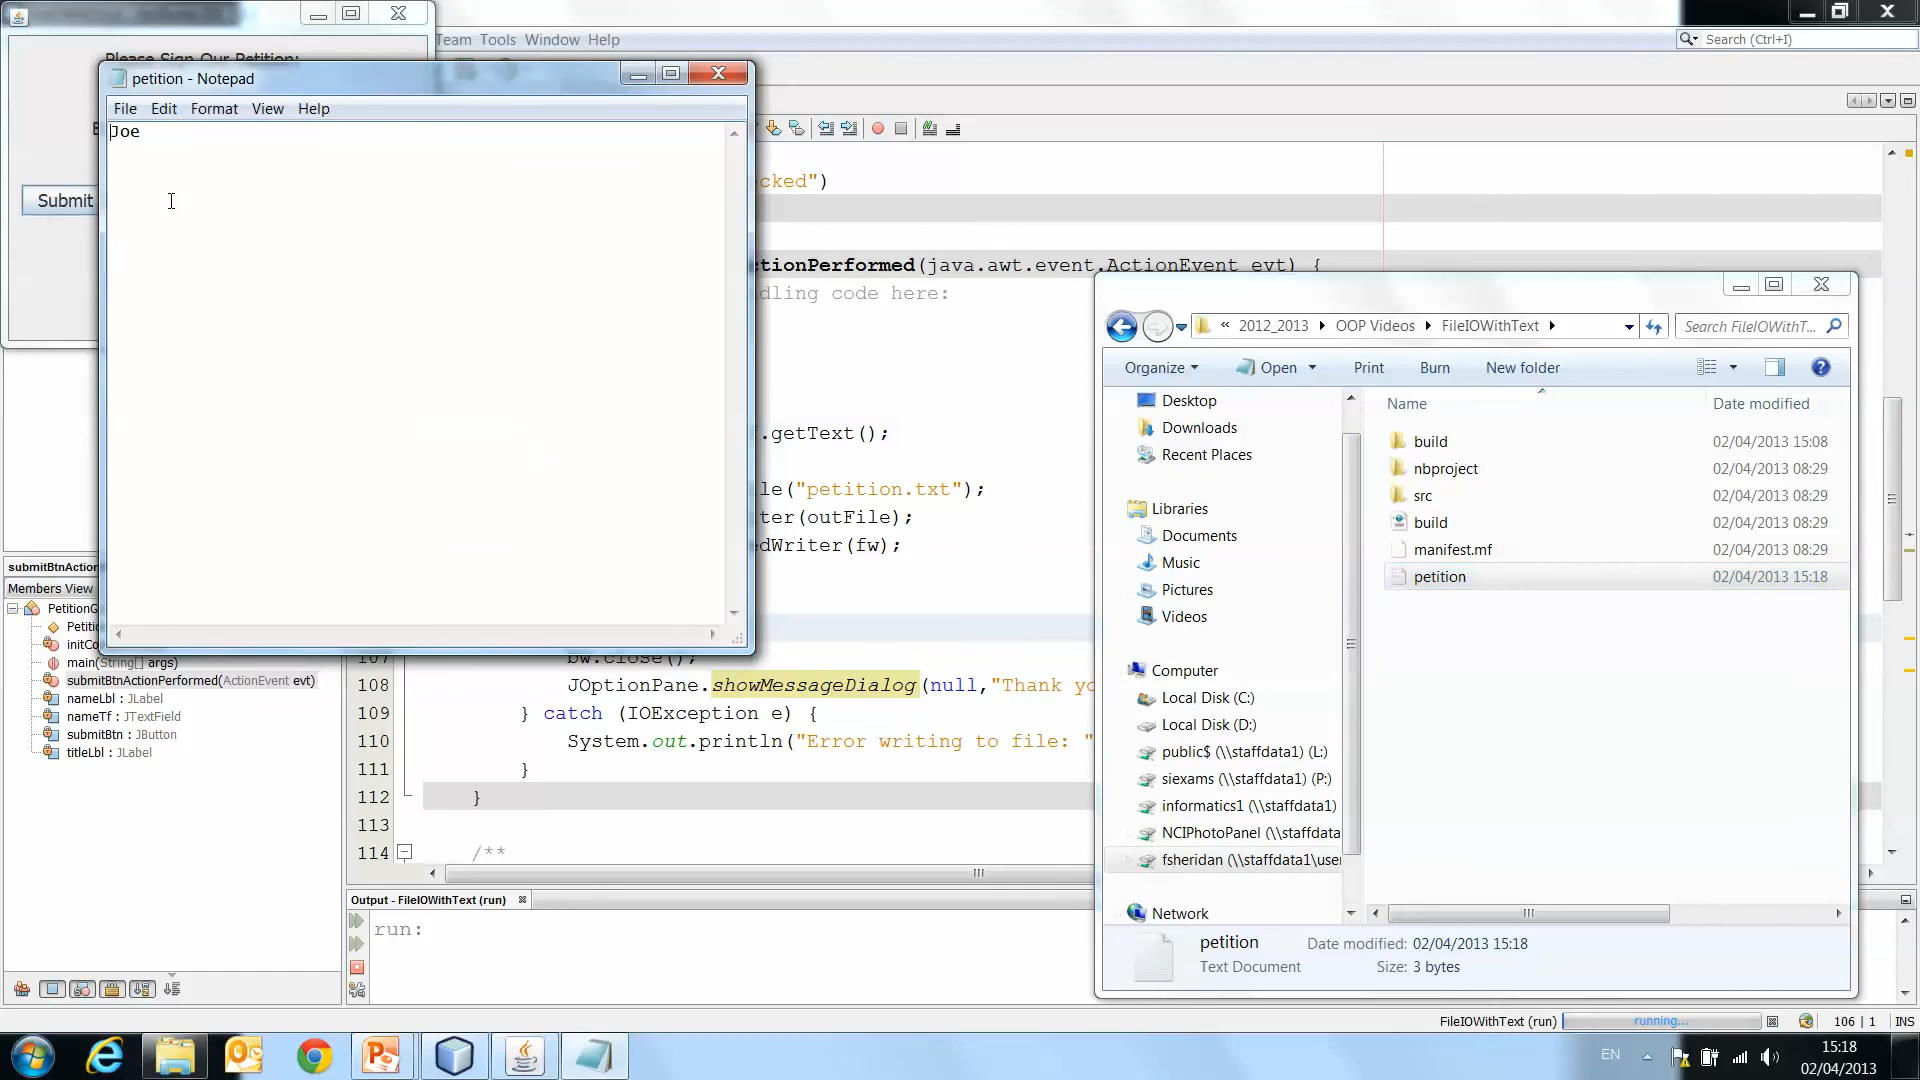 Team Tools Window Help
Search (Ctrl+I)
petition - Notepad
File Edit Format View Help
Joe
Submit
cked")
ctionPerformed(java.awt.event.ActionEvent evt) {
dling code here:
.getText();
le("petition.txt");
ter(outFile);
dWriter(fw);
bw.close();
108 JOptionPane.showMessageDialog(null,"Thank yo
109 } catch (IOException e) {
110 System.out.println("Error writing to file: "
111 }
112 }
113
114 /**
submitBtnAction
Members View
PetitionG
Petitio
initCo
main(String[] args)
submitBtnActionPerformed(ActionEvent evt)
nameLbl : JLabel
nameTf : JTextField
submitBtn : JButton
titleLbl : JLabel
Output - FileIOWithText (run)
run:
« 2012_2013 OOP Videos FileIOWithText
Search FileIOWithT...
Organize Open Print Burn New folder
Desktop
Downloads
Recent Places
Libraries
Documents
Music
Pictures
Videos
Computer
Local Disk (C:)
Local Disk (D:)
public$ (\\staffdata1) (L:)
siexams (\\staffdata1) (P:)
informatics1 (\\staffdata1)
NCIPhotoPanel (\\staffdata
fsheridan (\\staffdata1\user
Network
Name Date modified
build 02/04/2013 15:08
nbproject 02/04/2013 08:29
src 02/04/2013 08:29
build 02/04/2013 08:29
manifest.mf 02/04/2013 08:29
petition 02/04/2013 15:18
petition Date modified: 02/04/2013 15:18
Text Document Size: 3 bytes
FileIOWithText (run) running... 106 | 1 INS
EN
15:18
02/04/2013